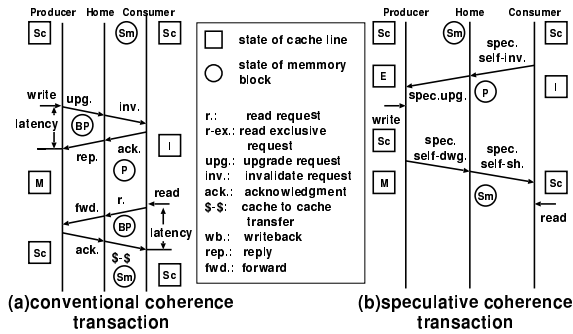 Producer Home Consumer
Sc Sm Sc
write upg. inv.
latency BP
rep. ack. I
P
M
r. read
fwd. BP
latency
ack. $-$
Sc Sm Sc
(a)conventional coherence
transaction
state of cache line
state of memmory
block
r.: read request
r-ex.: read exclusive
request
upg.: upgrade request
inv.: invalidate request
ack.: acknowledgment
$-$: cache to cache
transfer
wb.: writeback
rep.: reply
fwd.: forward
Producer Home Consumer
Sc Sm Sc
spec.
self-inv.
E
spec.upg. P I
write
Sc spec. spec.
self-dwg. self-sh.
M Sc
Sm
read
(b)speculative coherence
transaction